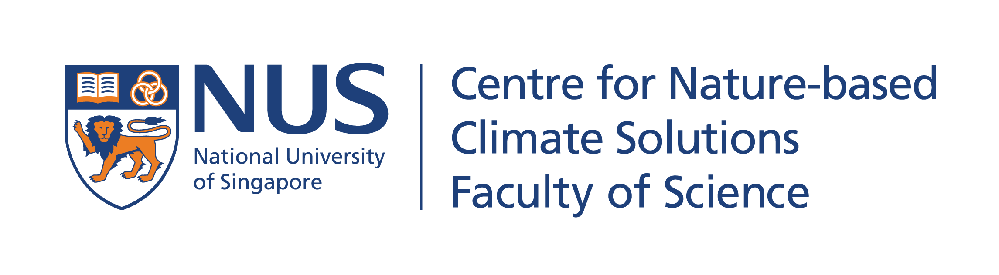 NUS
National University
of Singapore
Centre for Nature-based
Climate Solutions
Faculty of Science